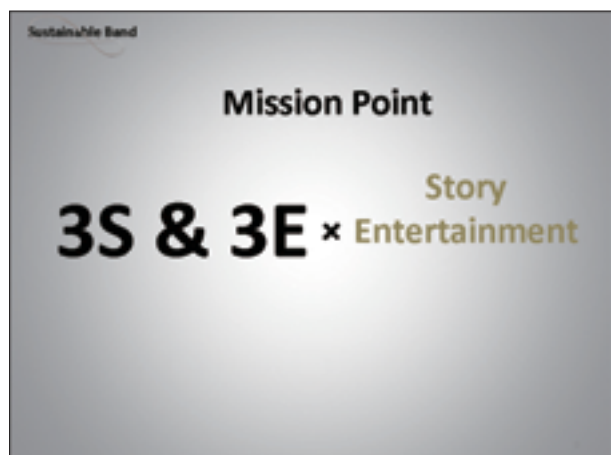 Sustainable Band
Mission Point
3S & 3E × Story
Entertainment